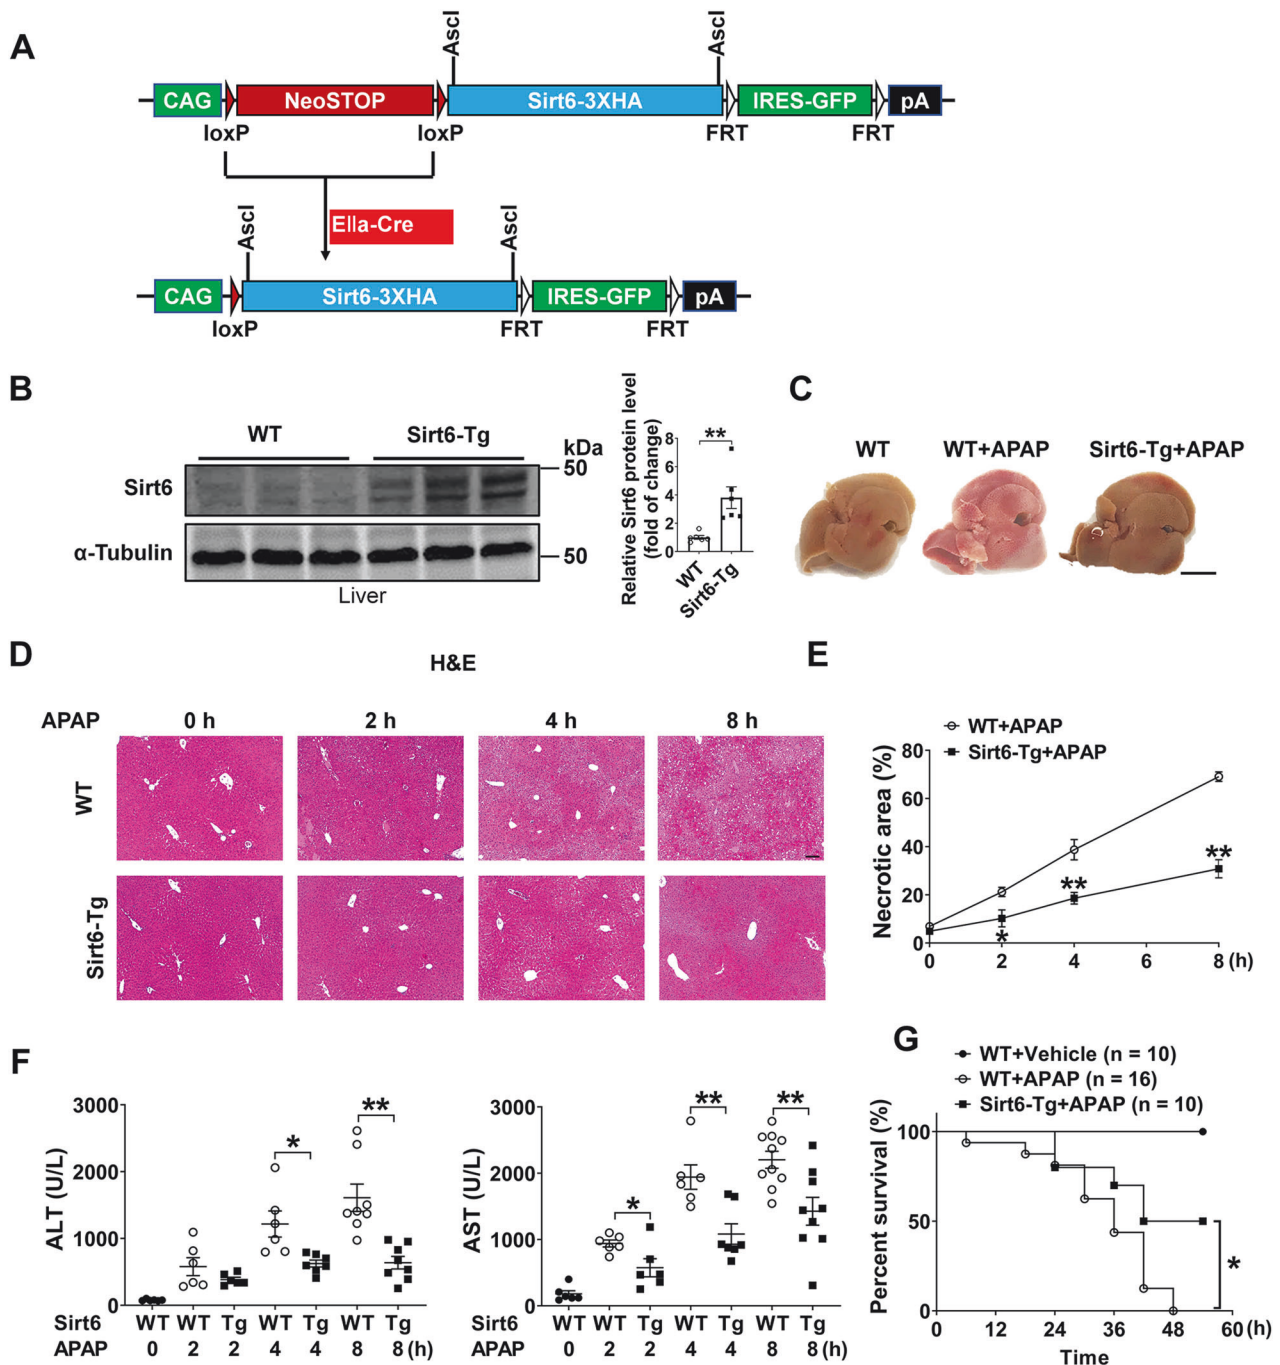 A
AscI
AscI
CAG
NeoSTOP
Sirt6-3XHA
IRES-GFP
pA
loxP
loxP
FRT
FRT
AscI
EIIa-Cre
AscI
CAG
Sirt6-3XHA
IRES-GFP
pA
loxP
FRT
FRT
B
WT
Sirt6-Tg
kDa
50
Sirt6
α-Tubulin
50
Liver
Relative Sirt6 protein level
(fold of change)
8
6
4
2
0
**
WT
Sirt6-Tg
C
WT
WT+APAP
Sirt6-Tg+APAP
D
H&E
APAP
0 h
2 h
4 h
8 h
WT
Sirt6-Tg
E
WT+APAP
Sirt6-Tg+APAP
Necrotic area (%)
80
60
40
20
0
*
**
**
0 2 4 6 8 (h)
F
ALT (U/L)
3000
2000
1000
0
*
**
Sirt6 WT WT Tg WT Tg WT Tg
APAP 0 2 2 4 4 8 8 (h)
AST (U/L)
3000
2000
1000
0
*
**
**
Sirt6 WT WT Tg WT Tg WT Tg
APAP 0 2 2 4 4 8 8 (h)
G
WT+Vehicle (n = 10)
WT+APAP (n = 16)
Sirt6-Tg+APAP (n = 10)
Percent survival (%)
100
50
0
*
0 12 24 36 48 60 (h)
Time